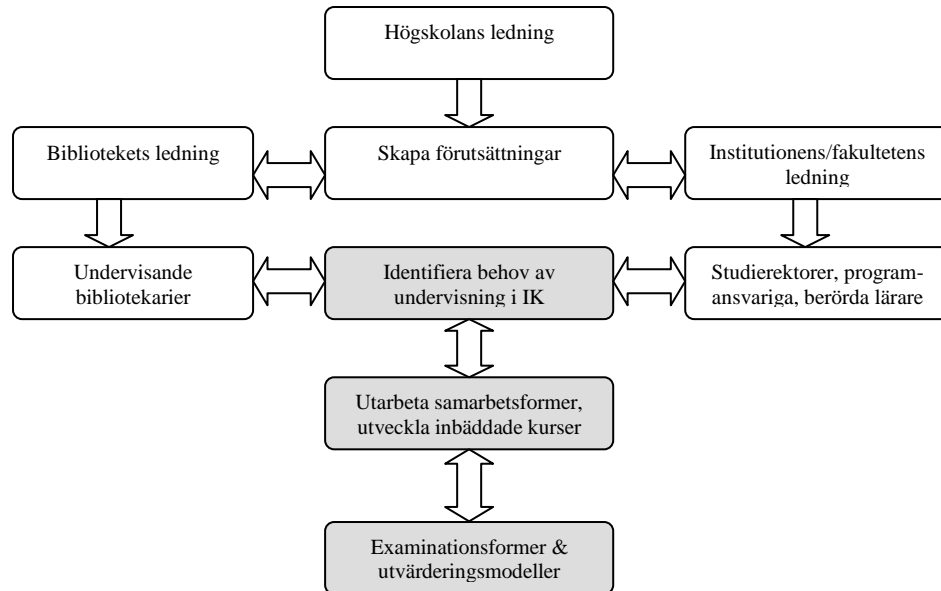 Högskolans ledning
Bibliotekets ledning
Skapa förutsättningar
Institutionens/fakultetens
ledning
Undervisande
bibliotekarier
Identifiera behov av
undervisning i IK
Studierektorer, program-
ansvariga, berörda lärare
Utarbeta samarbetsformer,
utveckla inbäddade kurser
Examinationsformer &
utvärderingsmodeller